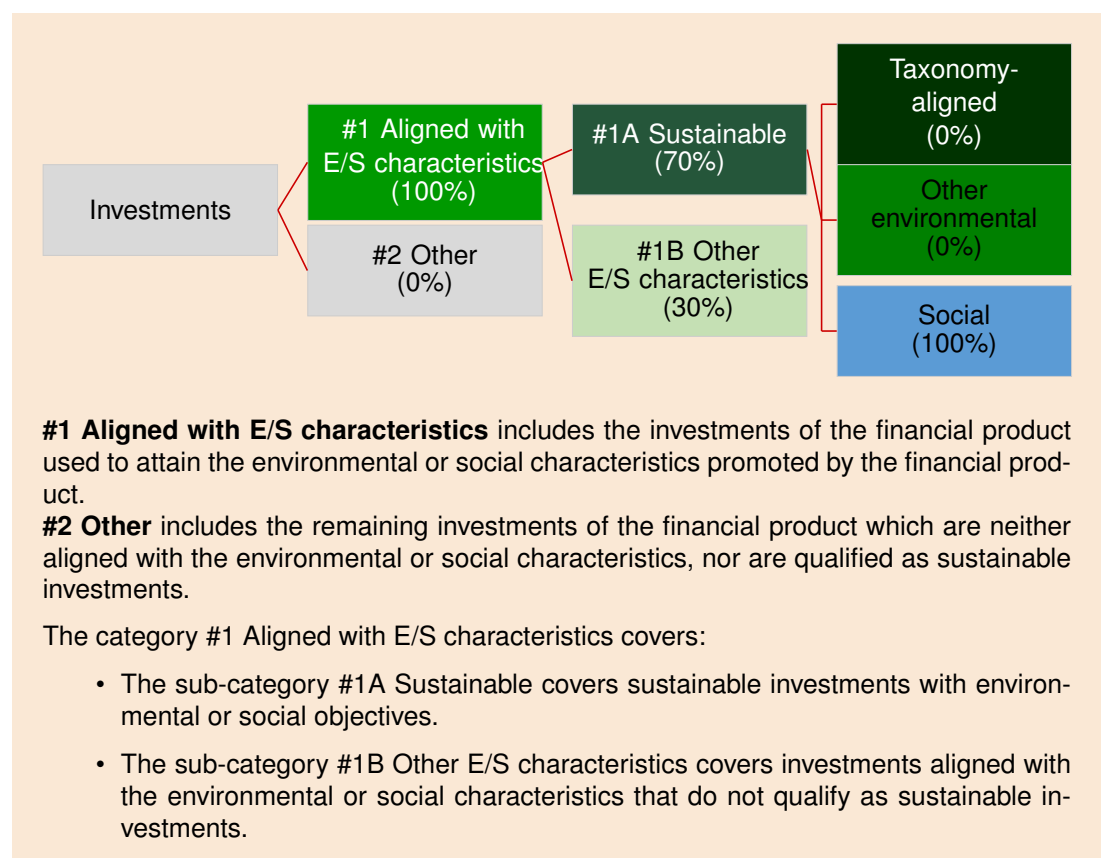 Investments
#1 Aligned with
E/S characteristics
(100%)
#2 Other
(0%)
#1A Sustainable
(70%)
#1B Other
E/S characteristics
(30%)
Taxonomy-
aligned
(0%)
Other
environmental
(0%)
Social
(100%)
#1 Aligned with E/S characteristics includes the investments of the financial product
used to attain the environmental or social characteristics promoted by the financial prod-
uct.
#2 Other includes the remaining investments of the financial product which are neither
aligned with the environmental or social characteristics, nor are qualified as sustainable
investments.
The category #1 Aligned with E/S characteristics covers:
• The sub-category #1A Sustainable covers sustainable investments with environ-
mental or social objectives.
• The sub-category #1B Other E/S characteristics covers investments aligned with
the environmental or social characteristics that do not qualify as sustainable in-
vestments.